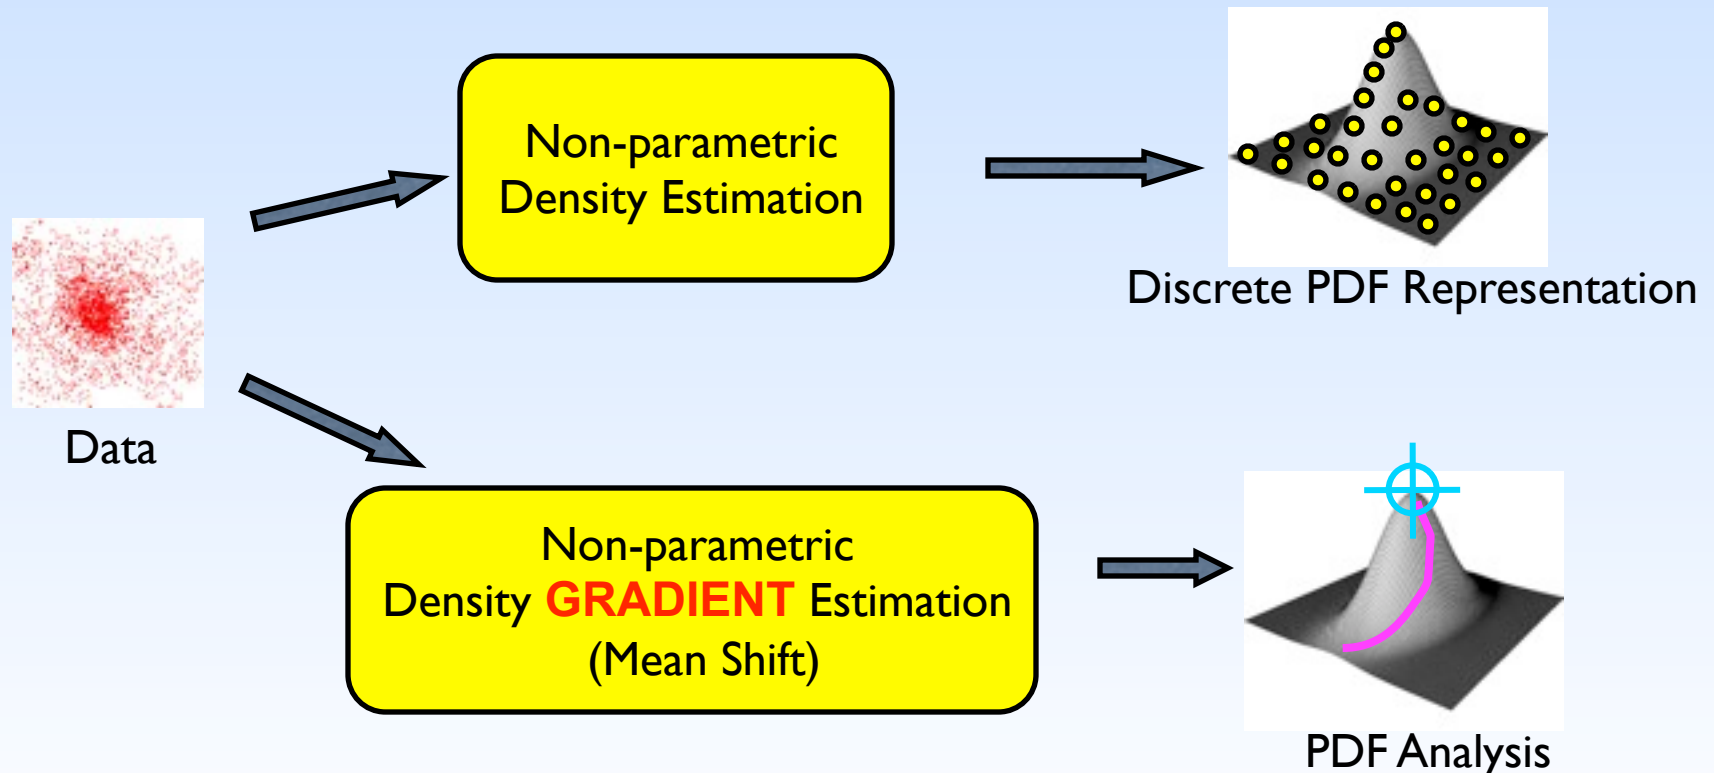 Non-parametric
Density Estimation
Discrete PDF Representation
Data
Non-parametric
Density GRADIENT Estimation
(Mean Shift)
PDF Analysis